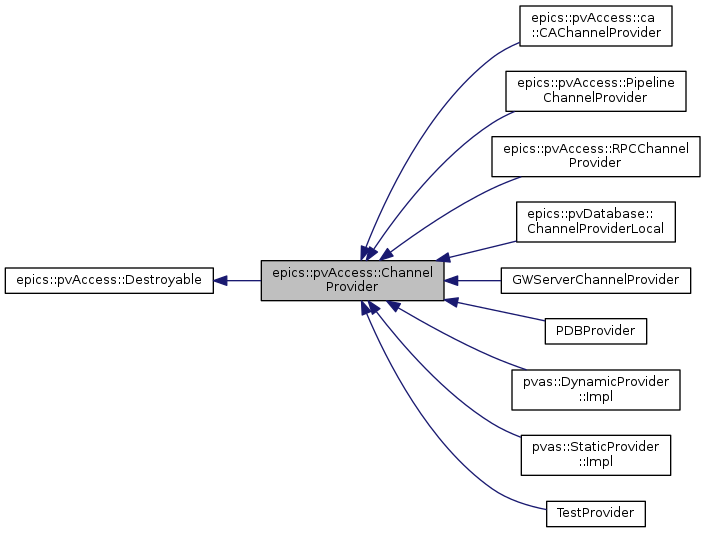 epics::pvAccess::ca
::CAChannelProvider
epics::pvAccess::Pipeline
ChannelProvider
epics::pvAccess::RPCChannel
Provider
epics::pvDatabase::
ChannelProviderLocal
epics::pvAccess::Destroyable
epics::pvAccess::Channel
Provider
GWServerChannelProvider
PDBProvider
pvas::DynamicProvider
::Impl
pvas::StaticProvider
::Impl
TestProvider